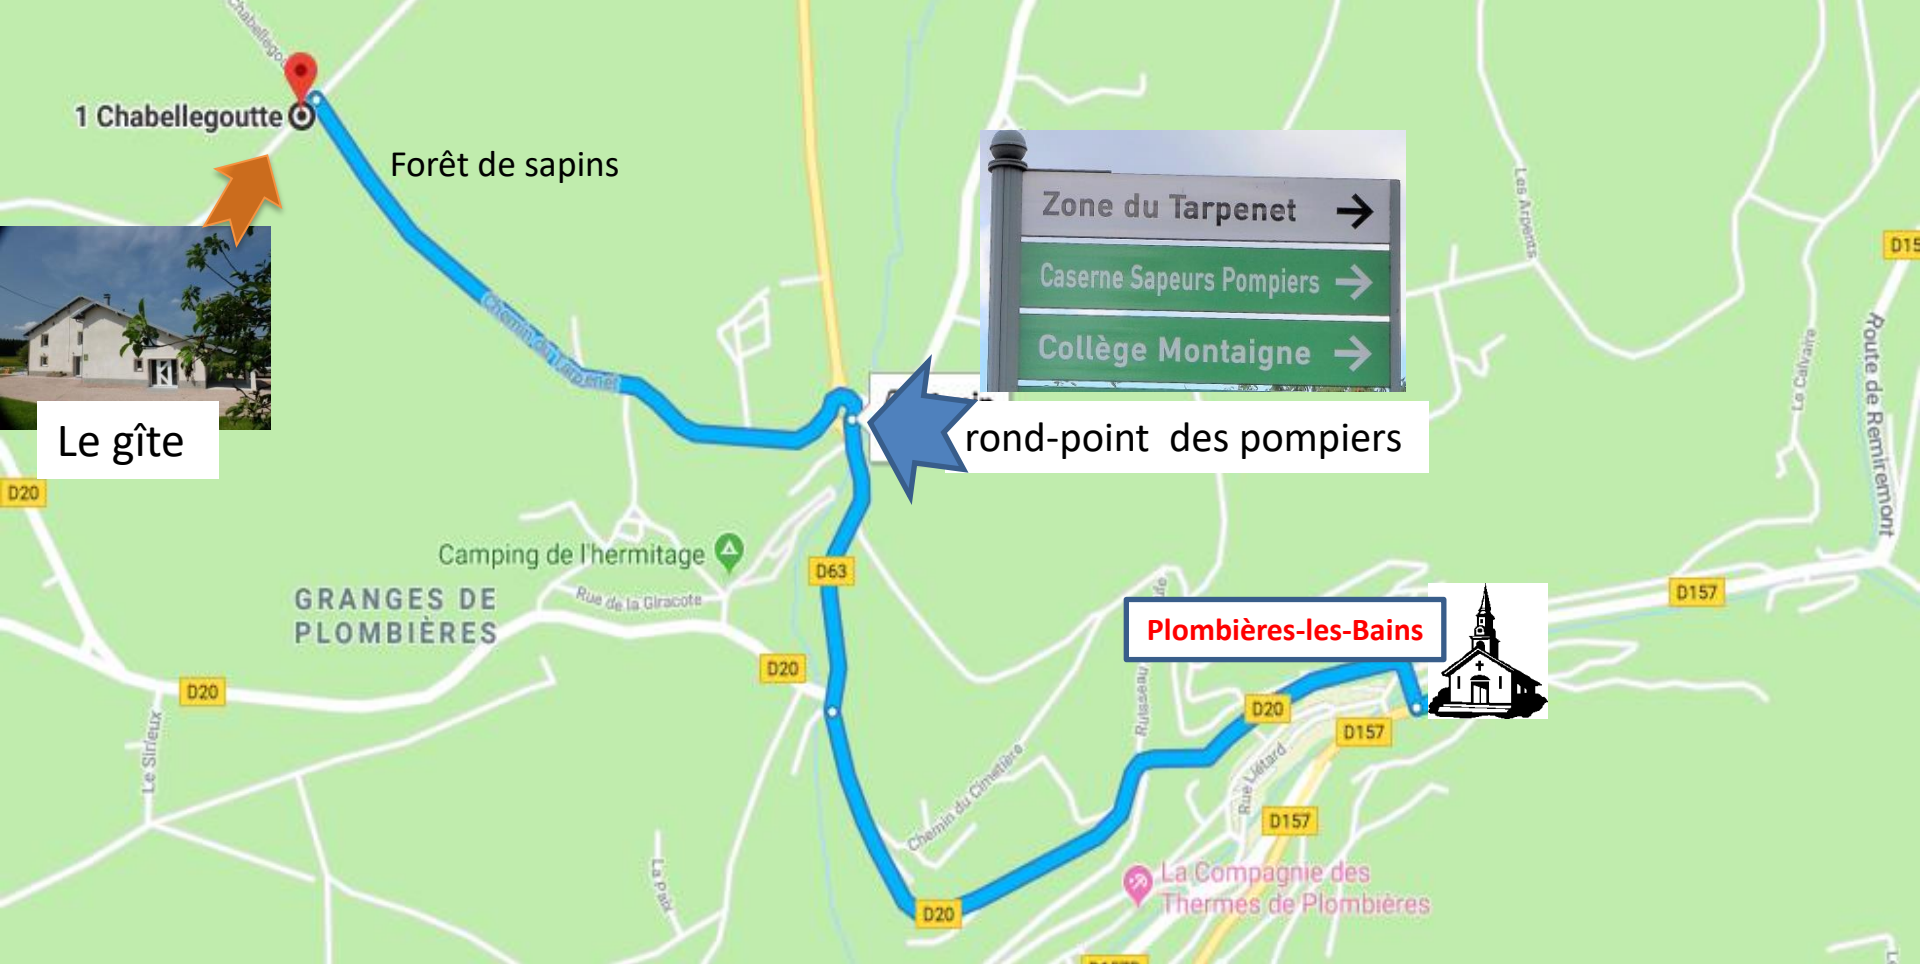 Chabellegou
1 Chabellegoutte
Forêt de sapins
Zone du Tarpenet
Caserne Sapeurs Pompiers
Collège Montaigne
Les Arpents
D15
Chemin du Tarpenet
Le Calvaire
Route de Remiremont
Le gîte
rond-point des pompiers
D20
Camping de l'hermitage
D63
Rue de la Giracote
GRANGES DE
PLOMBIÈRES
D157
Plombières-les-Bains
D20
D20
Ruisseau
D20
D157
Le Sirieux
Rue Liétard
Chemin du Cimetière
D157
La Paix
La Compagnie des
Thermes de Plombières
D20